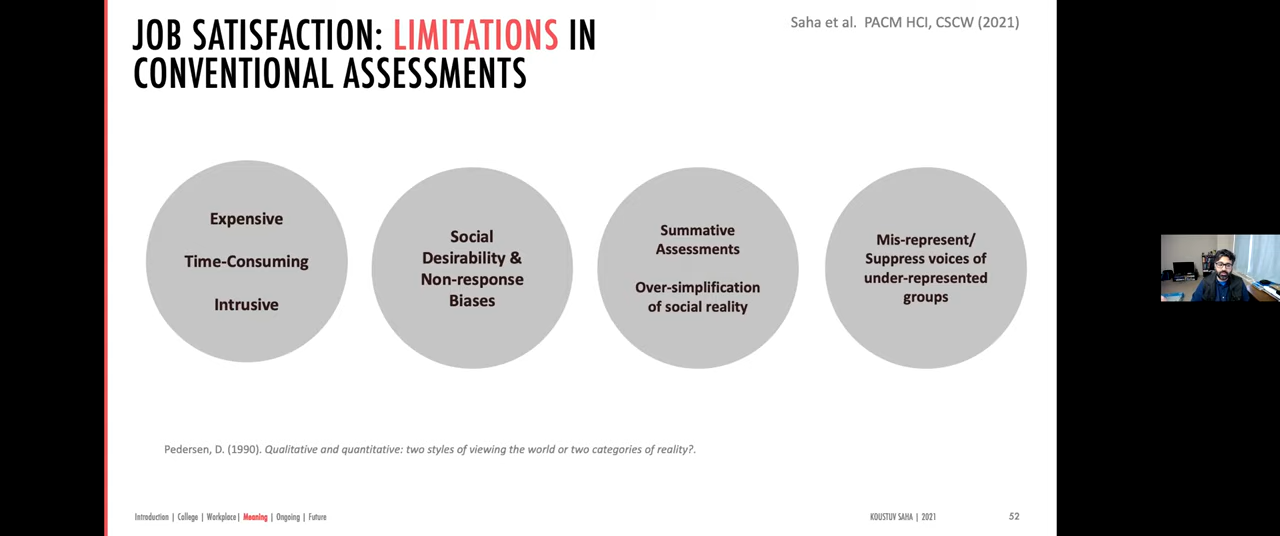 JOB SATISFACTION: LIMITATIONS IN
CONVENTIONAL ASSESSMENTS
Saha et al. PACM HCI, CSCW (2021)
Expensive
Time-Consuming
Intrusive
Social
Desirability &
Non-response
Biases
Summative
Assessments
Over-simplification
of social reality
Mis-represent/
Suppress voices of
under-represented
groups
Pedersen, D. (1990). Qualitative and quantitative: two styles of viewing the world or two categories of reality?.
Introduction | College | Workplace| Meaning | Ongoing | Future
KOUSTUV SAHA | 2021
52